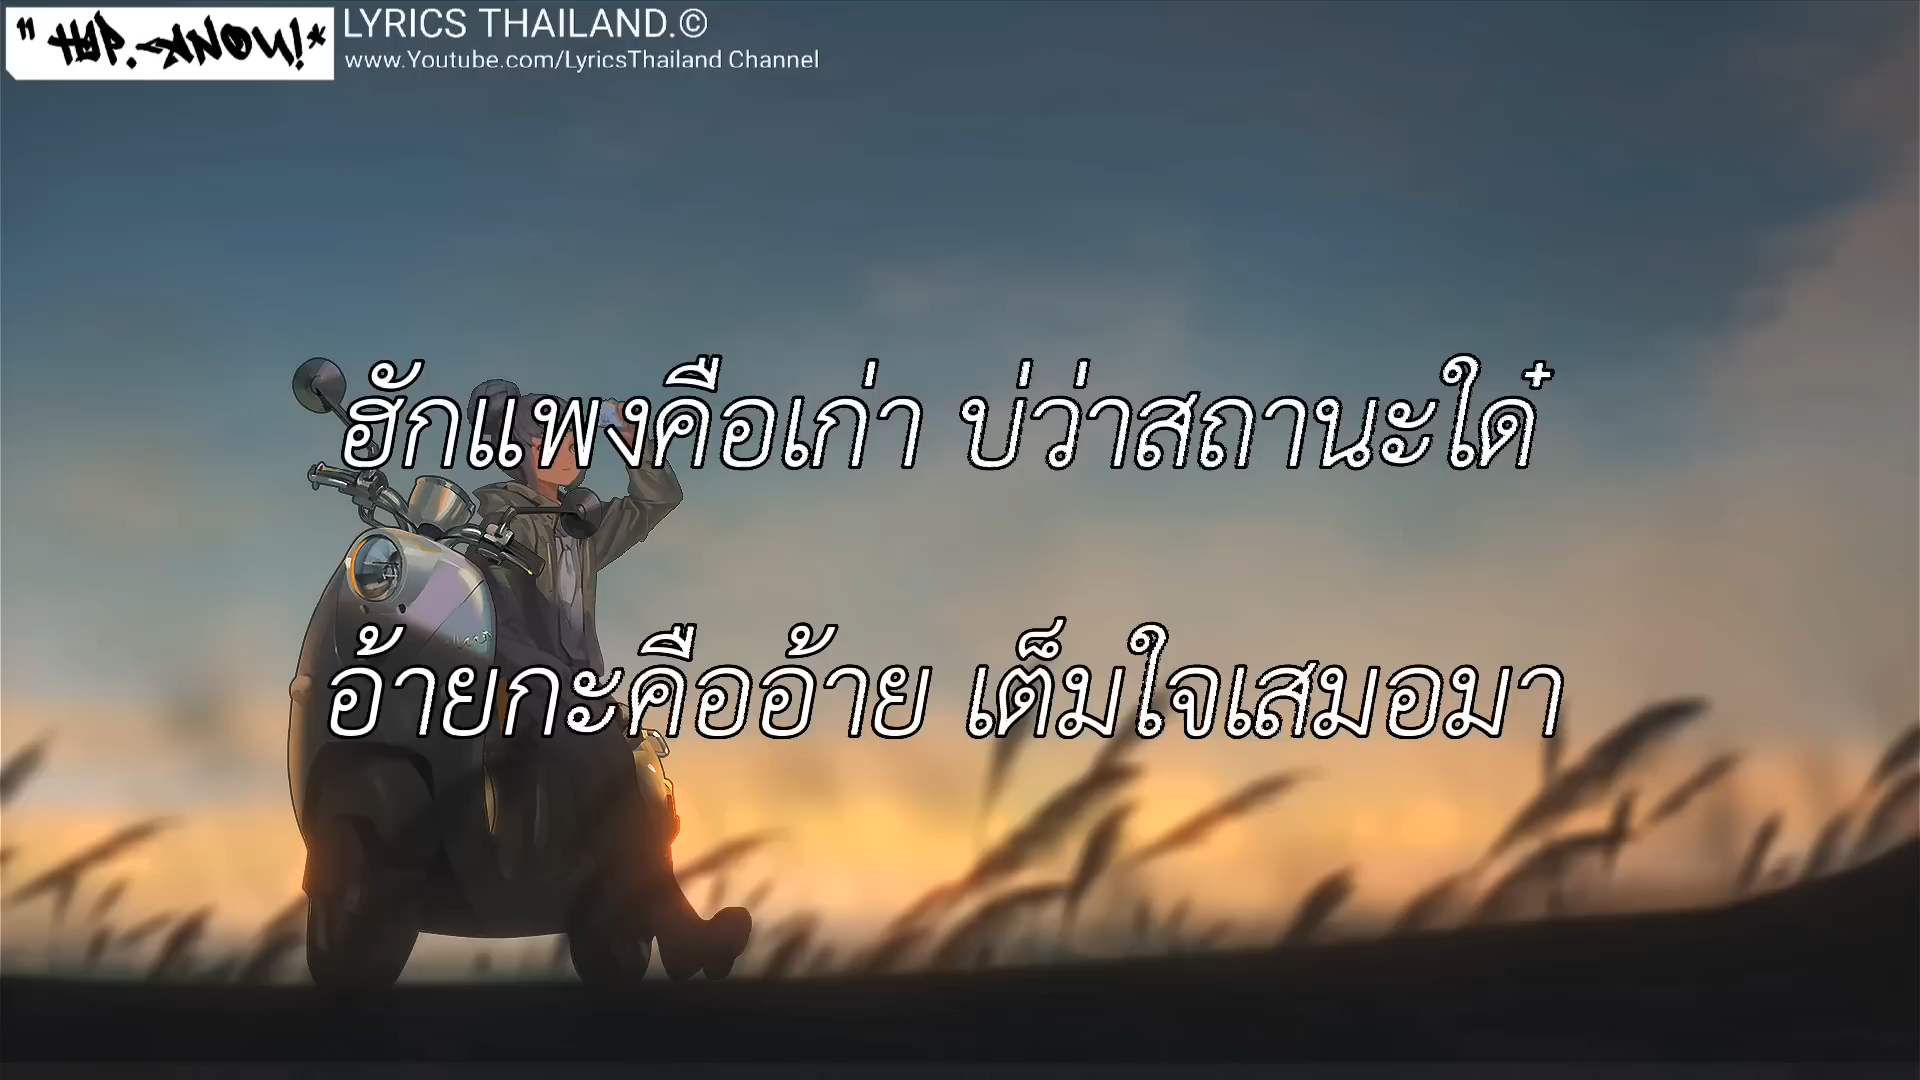 " HYP. KNOW!*
LYRICS THAILAND.©
www.Youtube.com/LyricsThailand Channel
ฮักแพงคือเก่า บ่ว่าสถานะใด๋
อ้ายกะคืออ้าย เต็มใจเสมอมา